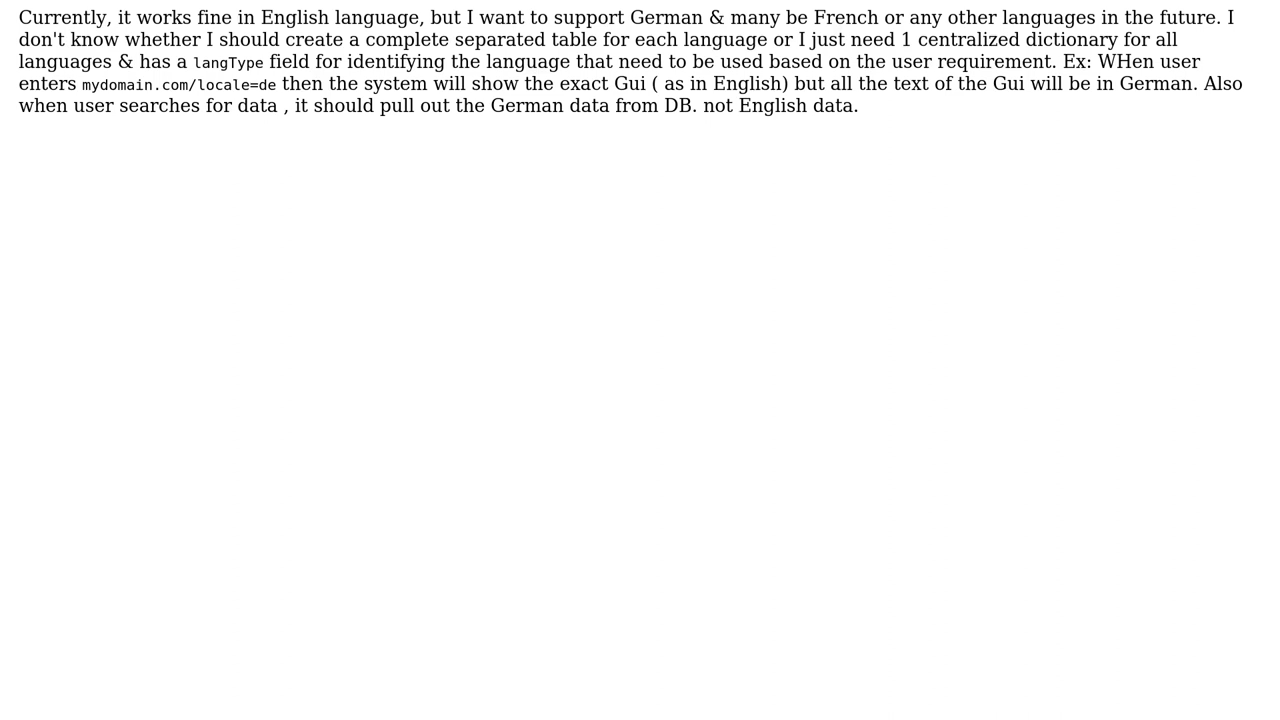 Currently, it works fine in English language, but I want to support German & many be French or any other languages in the future. I
don't know whether I should create a complete separated table for each language or I just need 1 centralized dictionary for all
languages & has a langType field for identifying the language that need to be used based on the user requirement. Ex: WHen user
enters mydomain.com/locale=de then the system will show the exact Gui ( as in English) but all the text of the Gui will be in German. Also
when user searches for data , it should pull out the German data from DB. not English data.